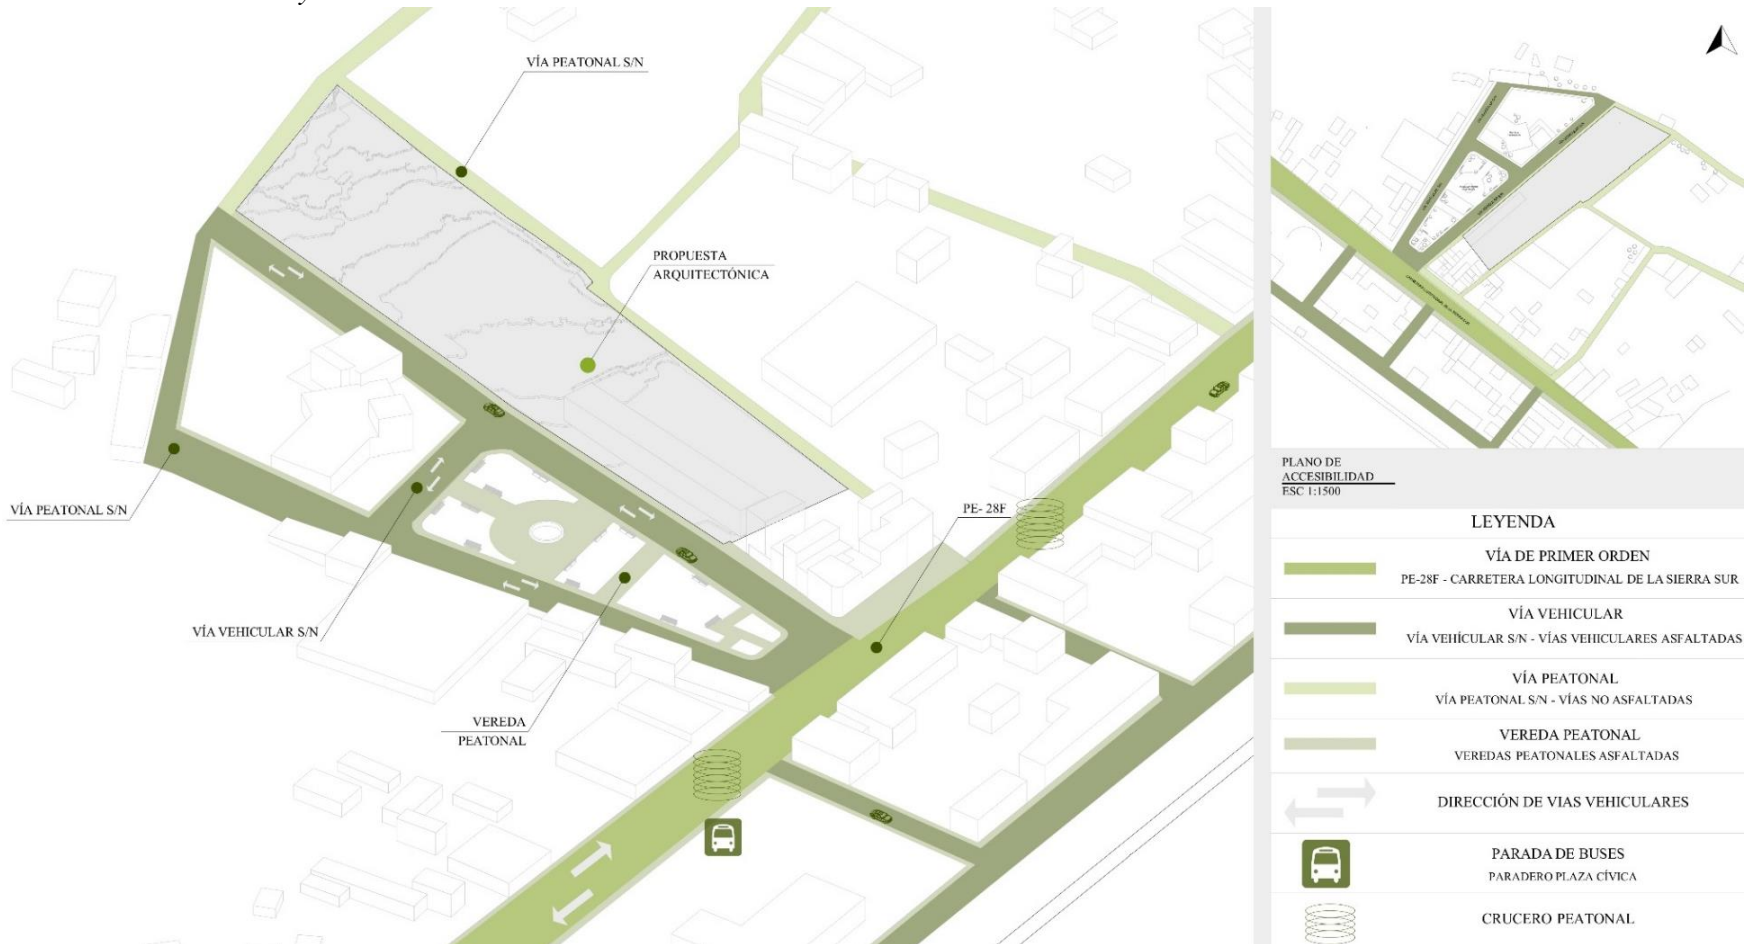 y
VÍA PEATONAL S/N
PROPUESTA
ARQUITECTÓNICA
VÍA PEATONAL S/N
PE- 28F
VÍA VEHICULAR S/N
VEREDA
PEATONAL
PLANO DE
ACCESIBILIDAD
ESC 1:1500
LEYENDA
VÍA DE PRIMER ORDEN
PE-28F - CARRETERA LONGITUDINAL DE LA SIERRA SUR
VÍA VEHICULAR
VÍA VEHÍCULAR S/N - VÍAS VEHICULARES ASFALTADAS
VÍA PEATONAL
VÍA PEATONAL S/N - VÍAS NO ASFALTADAS
VEREDA PEATONAL
VEREDAS PEATONALES ASFALTADAS
DIRECCIÓN DE VIAS VEHICULARES
PARADA DE BUSES
PARADERO PLAZA CÍVICA
CRUCERO PEATONAL